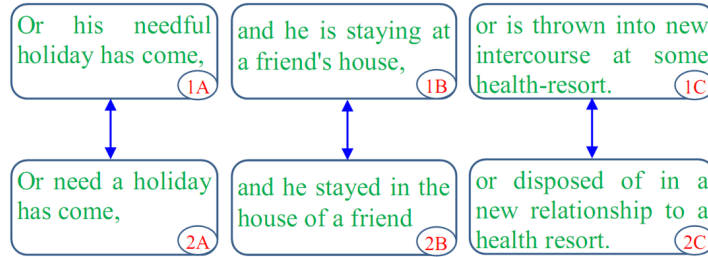 Or his needful
holiday has come,
1A
and he is staying at
a friend's house,
1B
or is thrown into new
intercourse at some
health-resort.
1C
Or need a holiday
has come,
2A
and he stayed in the
house of a friend
2B
or disposed of in a
new relationship to a
health resort.
2C